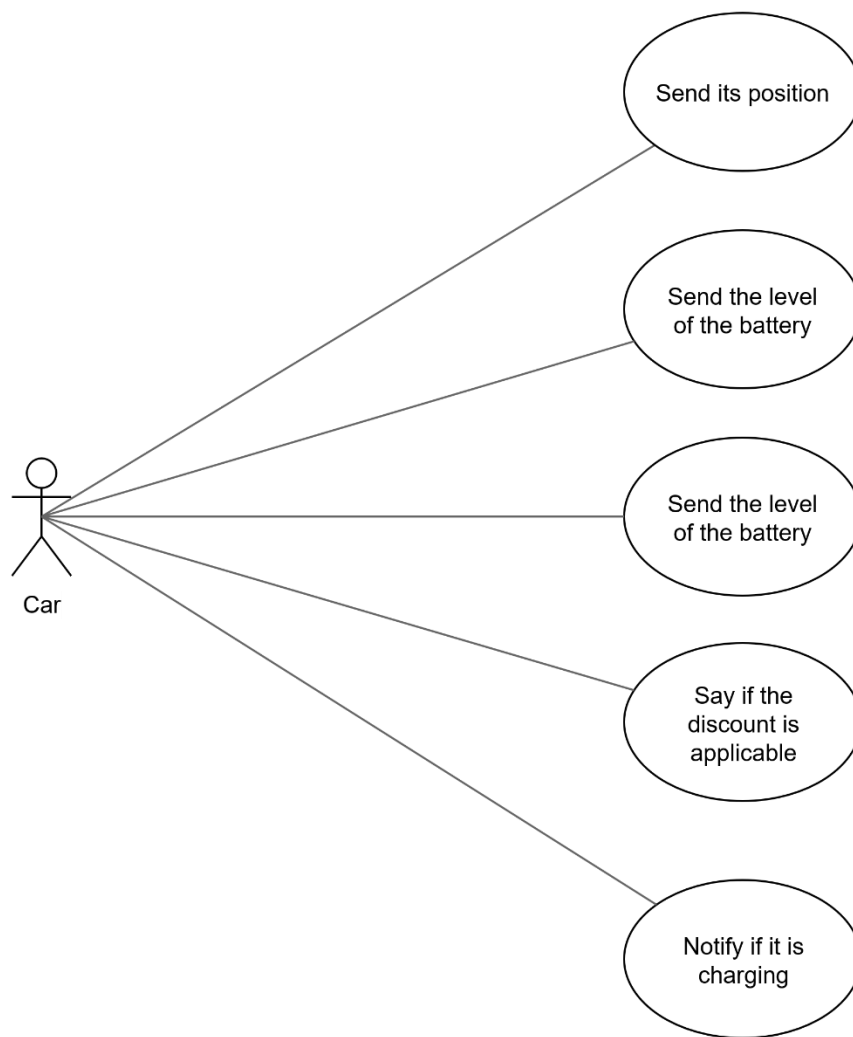 Send its position
Send the level
of the battery
Send the level
of the battery
Car
Say if the
discount is
applicable
Notify if it is
charging